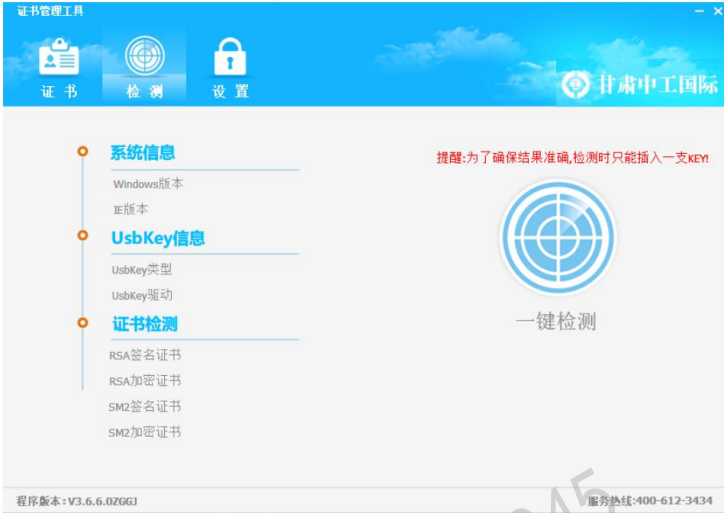 证书管理工具
证书
检测
设置
甘肃中工国际
系统信息
Windows版本
IE版本
UsbKey信息
UsbKey类型
UsbKey驱动
证书检测
RSA签名证书
RSA加密证书
SM2签名证书
SM2加密证书
提醒:为了确保结果准确,检测时只能插入一支KEY!
一键检测
程序版本:V3.6.6.0ZGGJ
服务热线:400-612-3434